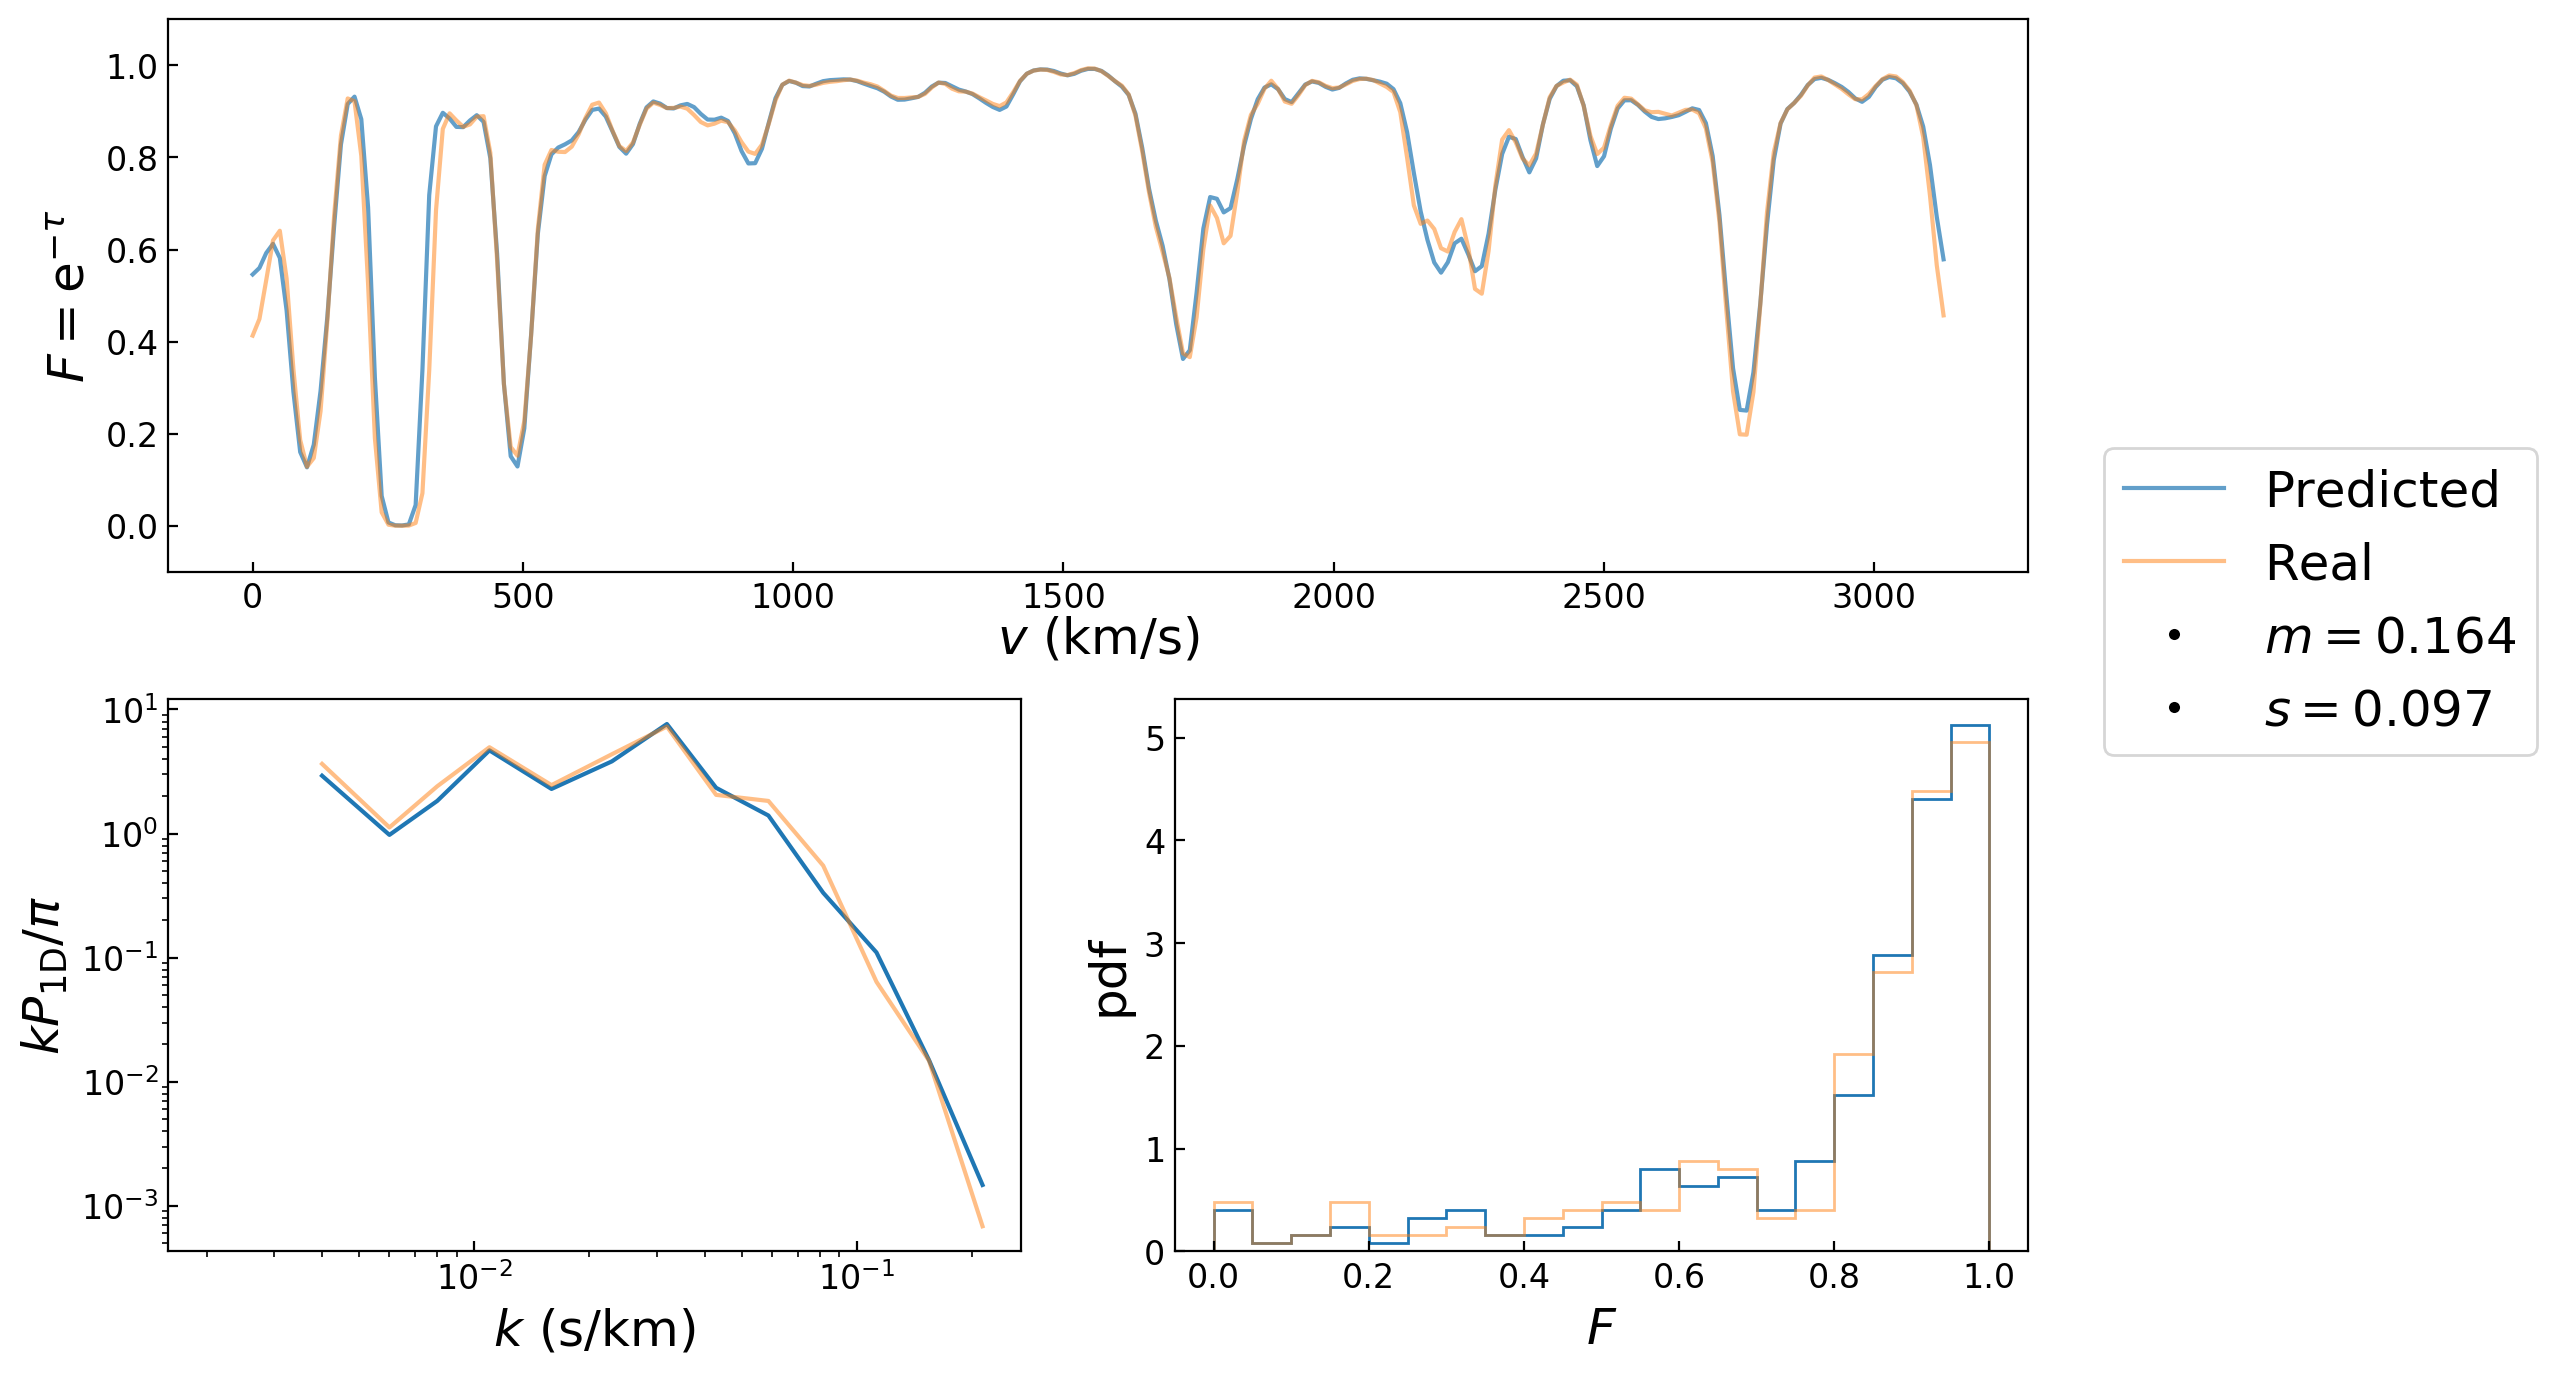 1.0
0.8
0.6
0.4
0.2
0.0
F = e^{−τ}
0 500 1000 1500 2000 2500 3000
v (km/s)
Predicted
Real
m = 0.164
s = 0.097
10^1
10^0
10^{−1}
10^{−2}
10^{−3}
kP_{1D}/π
10^{−2} 10^{−1}
k (s/km)
5
4
3
2
1
0
pdf
0.0 0.2 0.4 0.6 0.8 1.0
F